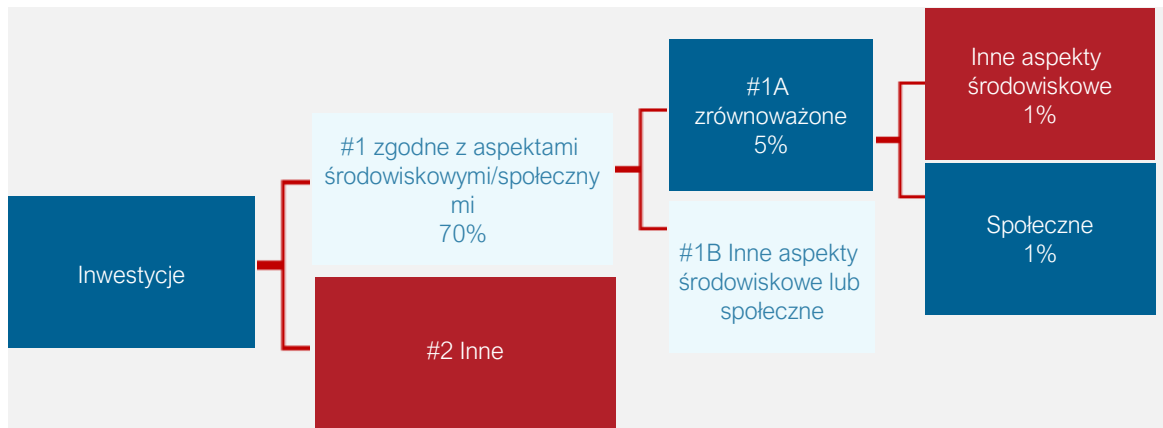 Inwestycje
#1 zgodne z aspektami
środowiskowymi/społeczny
mi
70%
#2 Inne
#1A
zrównoważone
5%
#1B Inne aspekty
środowiskowe lub
społeczne
Inne aspekty
środowiskowe
1%
Społeczne
1%